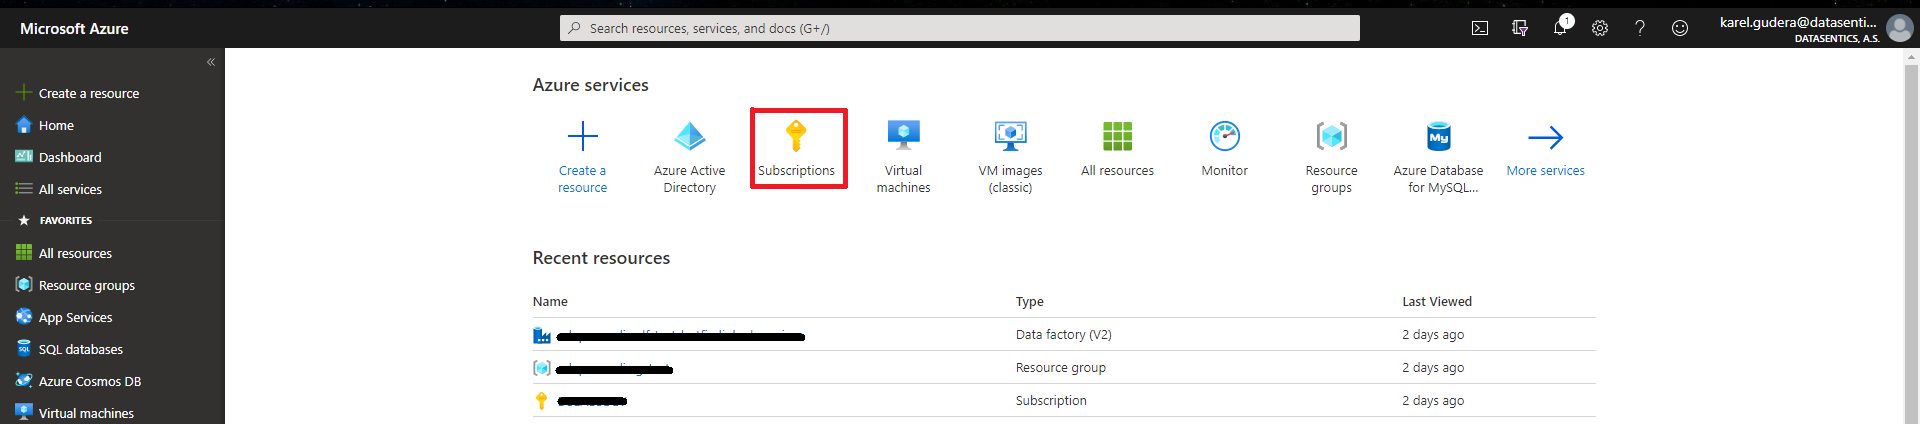 Microsoft Azure
Search resources, services, and docs (G+/)
1
karel.gudera@datasenti...
DATASENTICS, A.S.
«
Create a resource
Home
Dashboard
All services
FAVORITES
All resources
Resource groups
App Services
SQL databases
Azure Cosmos DB
Virtual machines
Azure services
Create a
resource
Azure Active
Directory
Subscriptions
Virtual
machines
VM images
(classic)
All resources
Monitor
Resource
groups
Azure Database
for MySQL...
More services
Recent resources
Name Type Last Viewed
Data factory (V2) 2 days ago
Resource group 2 days ago
Subscription 2 days ago